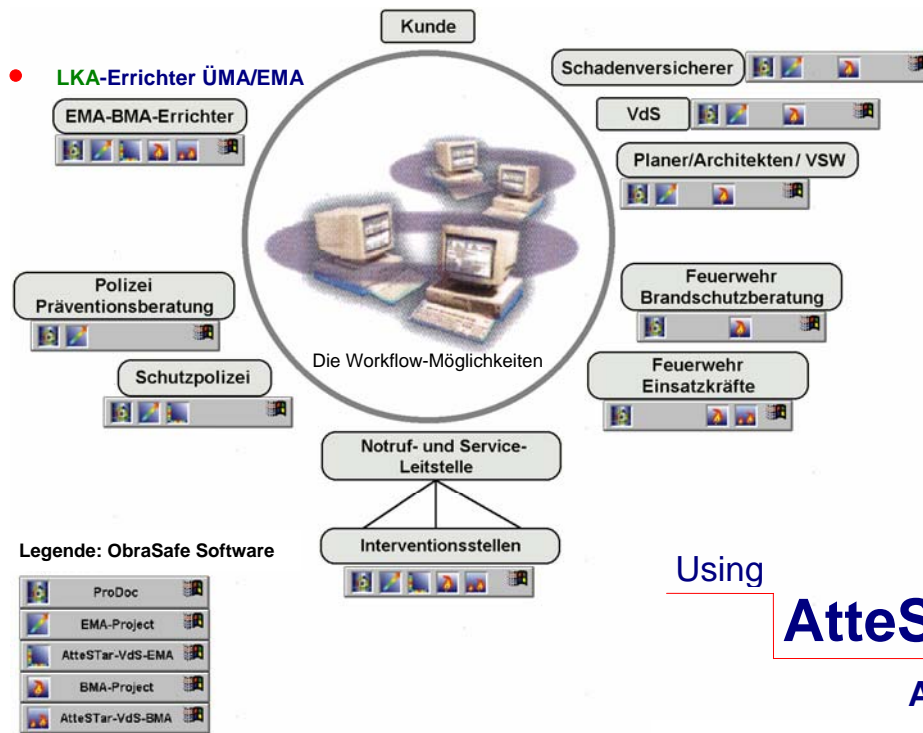 Kunde
LKA-Errichter ÜMA/EMA
EMA-BMA-Errichter
Schadenversicherer
VdS
Planer/Architekten/ VSW
Polizei
Präventionsberatung
Feuerwehr
Brandschutzberatung
Die Workflow-Möglichkeiten
Schutzpolizei
Feuerwehr
Einsatzkräfte
Notruf- und Service-
Leitstelle
Interventionsstellen
Legende: ObraSafe Software
ProDoc
EMA-Project
AtteSTar-VdS-EMA
BMA-Project
AtteSTar-VdS-BMA
Using
AtteS
A